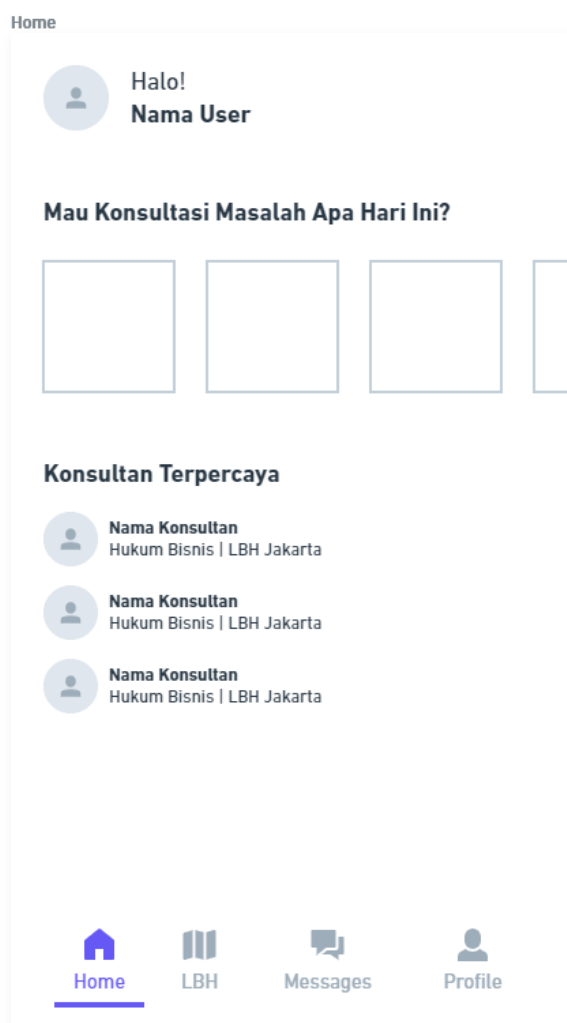 Home
Halo!
Nama User
Mau Konsultasi Masalah Apa Hari Ini?
Konsultan Terpercaya
Nama Konsultan
Hukum Bisnis | LBH Jakarta
Nama Konsultan
Hukum Bisnis | LBH Jakarta
Nama Konsultan
Hukum Bisnis | LBH Jakarta
Home LBH Messages Profile